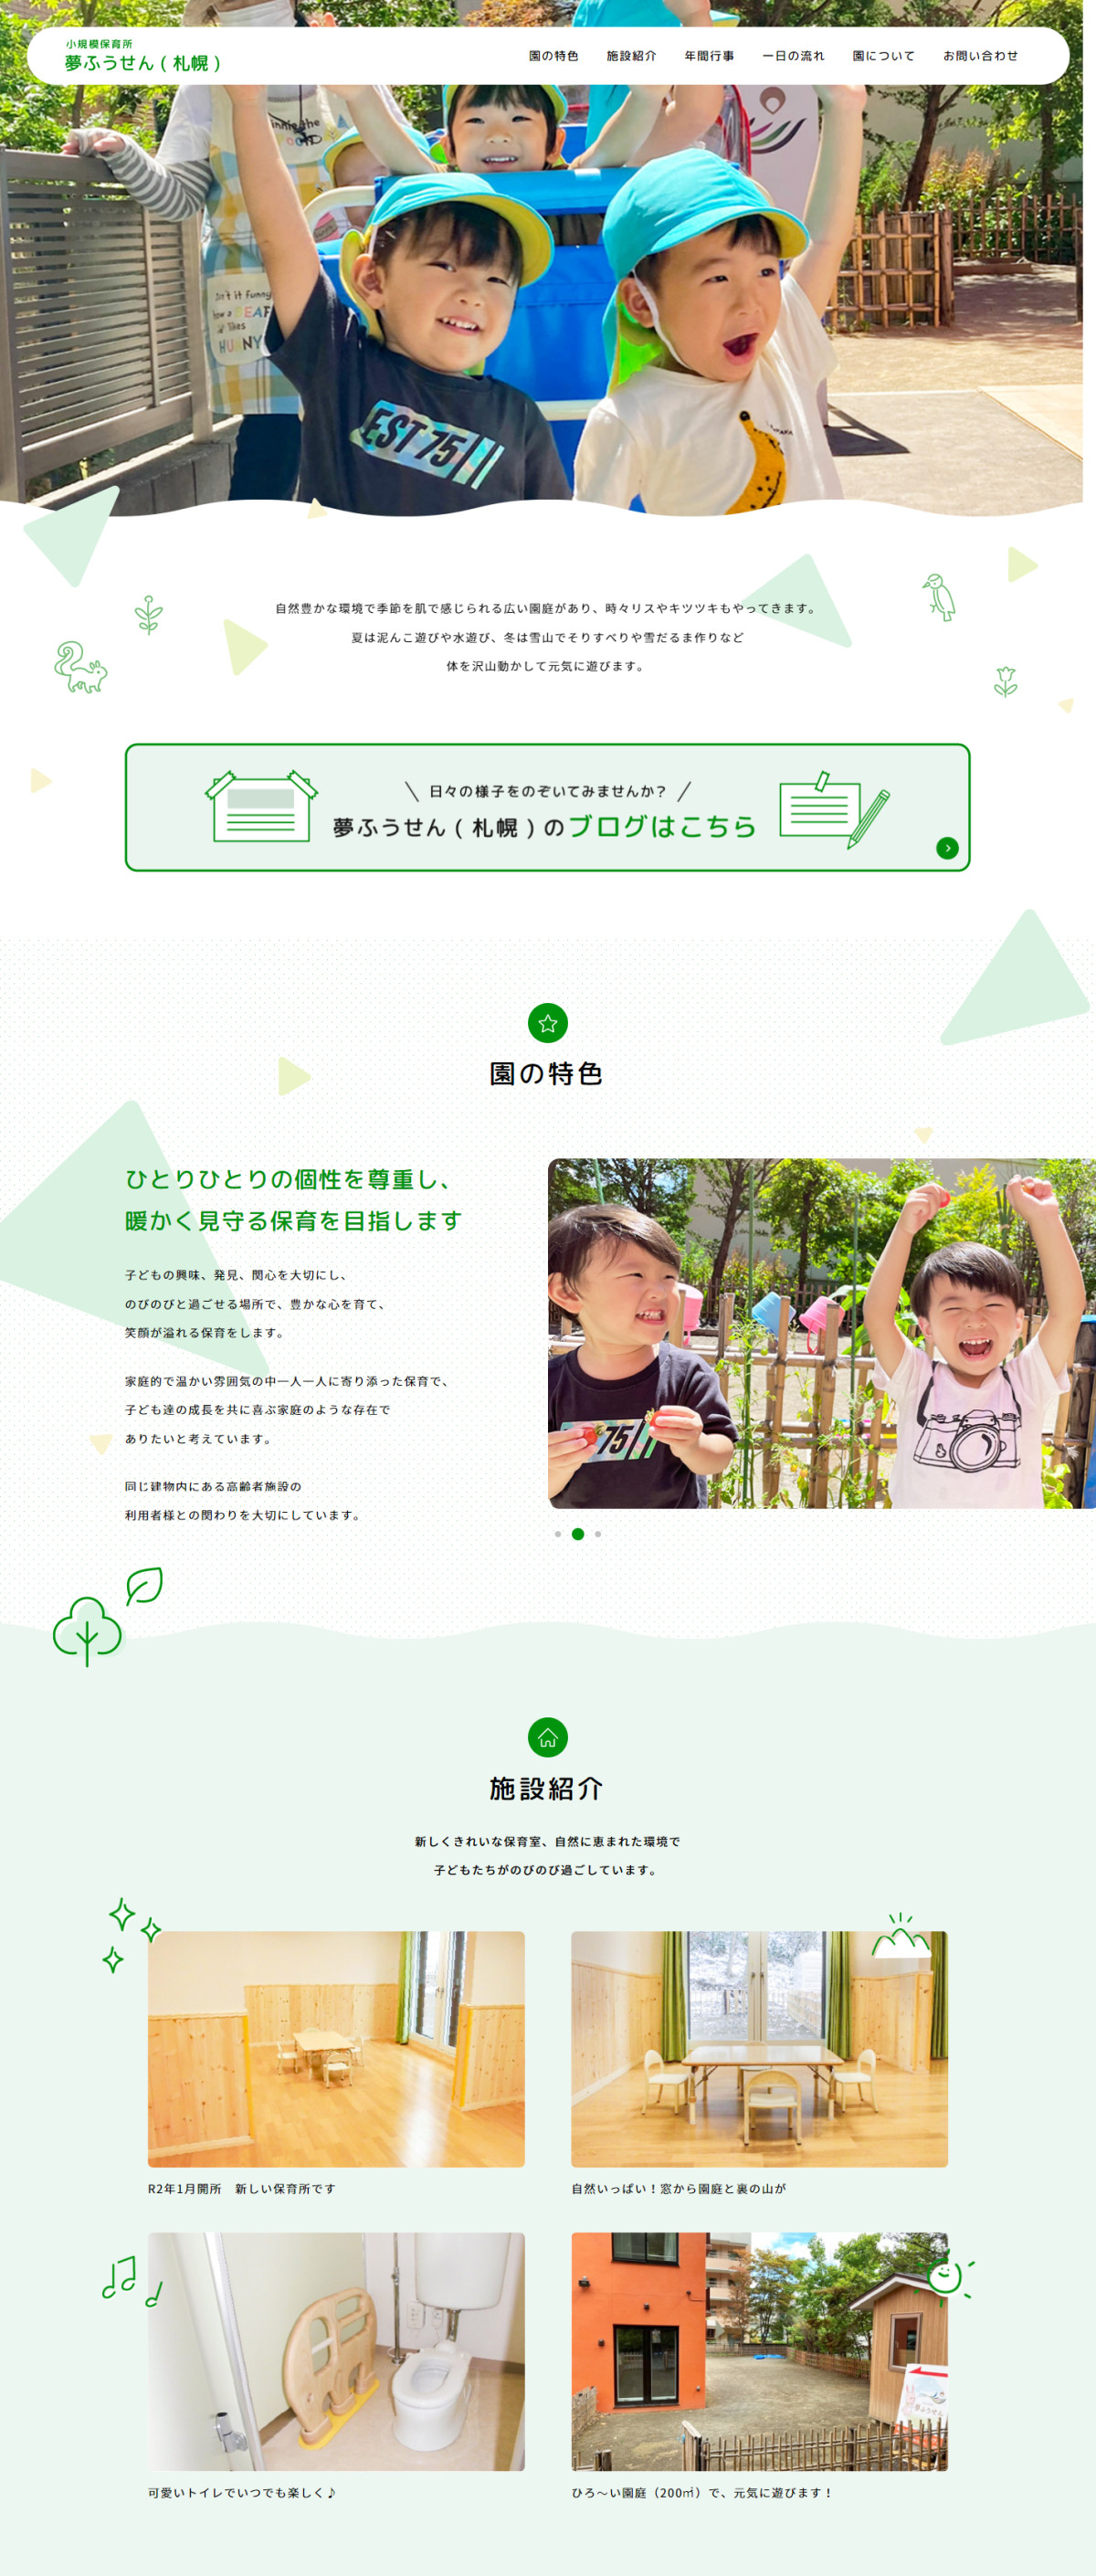 小規模保育所
夢ふうせん ( 札幌 )
園の特色 施設紹介 年間行事 一日の流れ 園について お問い合わせ
EST 75
自然豊かな環境で季節を肌で感じられる広い園庭があり、時々リスやキツツキもやってきます。
夏は泥んこ遊びや水遊び、冬は雪山でそりすべりや雪だるま作りなど
体を沢山動かして元気に遊びます。
日々の様子をのぞいてみませんか？
夢ふうせん ( 札幌 ) のブログはこちら
園の特色
ひとりひとりの個性を尊重し、
暖かく見守る保育を目指します
子どもの興味、発見、関心を大切にし、
のびのびと過ごせる場所で、豊かな心を育て、
笑顔が溢れる保育をします。
家庭的で温かい雰囲気の中一人一人に寄り添った保育で、
子ども達の成長を共に喜ぶ家庭のような存在で
ありたいと考えています。
同じ建物内にある高齢者施設の
利用者様との関わりを大切にしています。
75
施設紹介
新しくきれいな保育室、自然に恵まれた環境で
子どもたちがのびのび過ごしています。
R2年1月開所　新しい保育所です
自然いっぱい！窓から園庭と裏の山が
可愛いトイレでいつでも楽しく♪
ひろ～い園庭（200㎡）で、元気に遊びます！